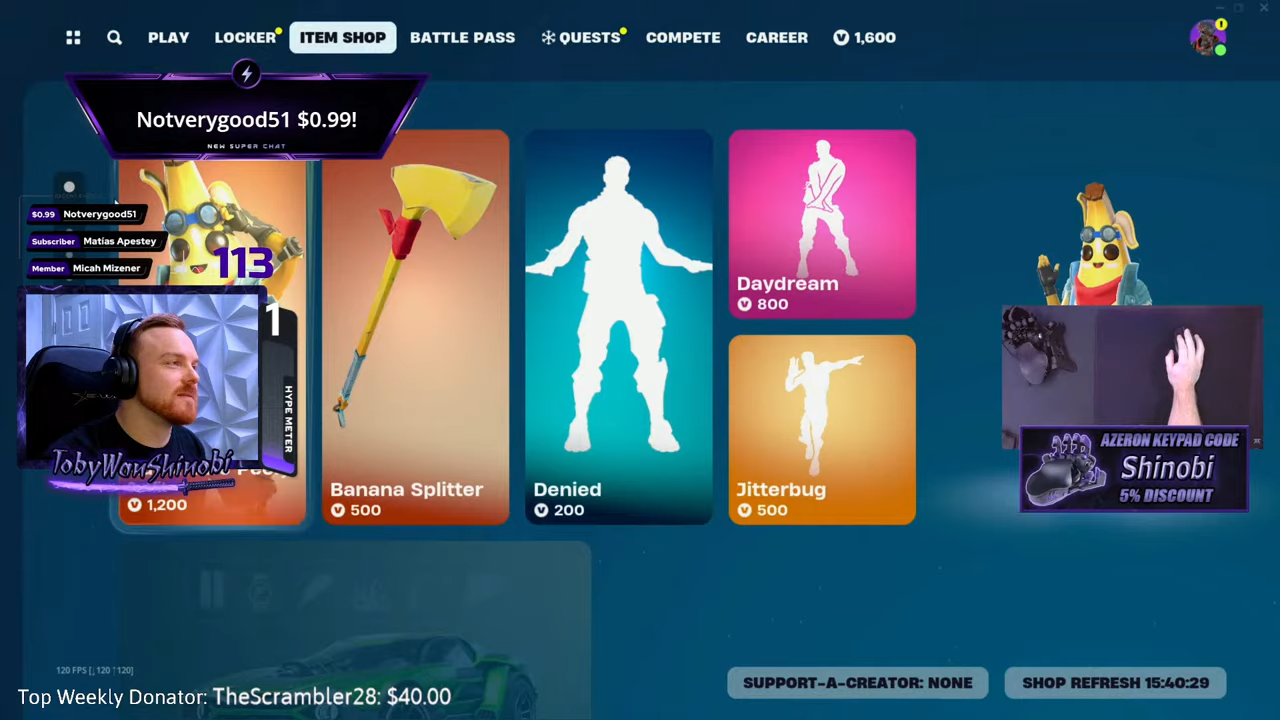 PLAY
LOCKER
ITEM SHOP
BATTLE PASS
QUESTS
COMPETE
CAREER
1,600
Notverygood51 $0.99!
NEW SUPER CHAT
$0.99 Notverygood51
Subscriber Matías Apestey
Member Micah Mizener
113
1
HYPE METER
TobyWanShinobi
1,200
Banana Splitter
500
Denied
200
Daydream
800
Jitterbug
500
AZERON KEYPAD CODE
Shinobi
5% DISCOUNT
120 FPS [↓120 ↑120]
Top Weekly Donator: TheScrambler28: $40.00
SUPPORT-A-CREATOR: NONE
SHOP REFRESH 15:40:29